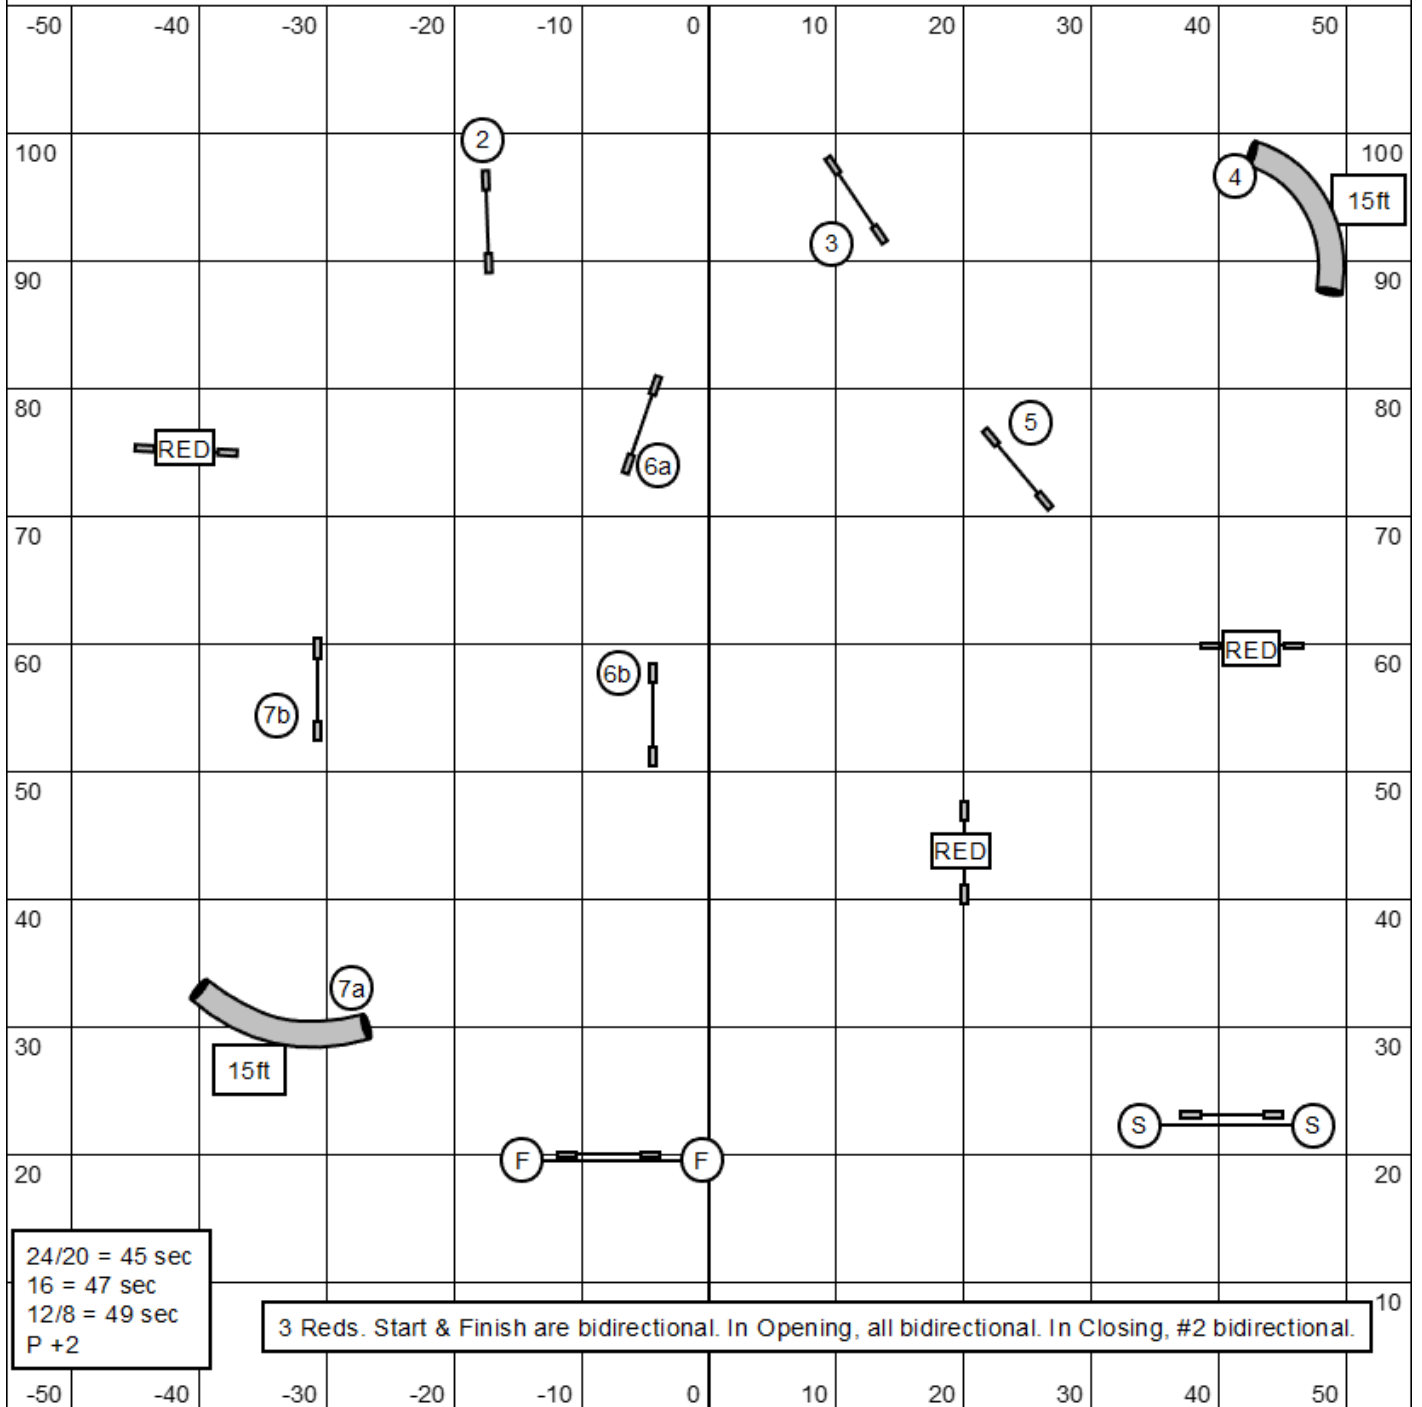 -50 -40 -30 -20 -10 0 10 20 30 40 50
2
100 100
4
15ft
3
90 90
80 80
5
RED
6a
70 70
60 60
RED
6b
7b
50 50
RED
40 40
7a
30 30
15ft
S S
F F
20 20
24/20 = 45 sec
16 = 47 sec
12/8 = 49 sec
P +2
10
3 Reds. Start & Finish are bidirectional. In Opening, all bidirectional. In Closing, #2 bidirectional.
-50 -40 -30 -20 -10 0 10 20 30 40 50